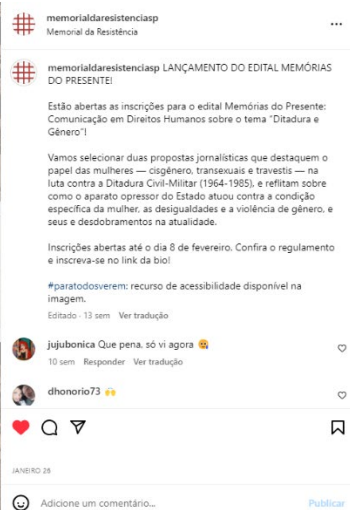 memorialdaresistenciasp
Memorial da Resistência
memorialdaresistenciasp LANÇAMENTO DO EDITAL MEMÓRIAS
DO PRESENTE!
Estão abertas as inscrições para o edital Memórias do Presente:
Comunicação em Direitos Humanos sobre o tema "Ditadura e
Gênero"!
Vamos selecionar duas propostas jornalísticas que destaquem o
papel das mulheres — cisgênero, transexuais e travestis — na
luta contra a Ditadura Civil-Militar (1964-1985), e reflitam sobre
como o aparato opressor do Estado atuou contra a condição
específica da mulher, as desigualdades e a violência de gênero, e
seus e desdobramentos na atualidade.
Inscrições abertas até o dia 8 de fevereiro. Confira o regulamento
e inscreva-se no link da bio!
#paratodosverem: recurso de acessibilidade disponível na
imagem.
Editado · 13 sem Ver tradução
jujubonica Que pena, só vi agora
10 sem Responder Ver tradução
dhonorio73
JANEIRO 26
Adicione um comentário...
Publicar